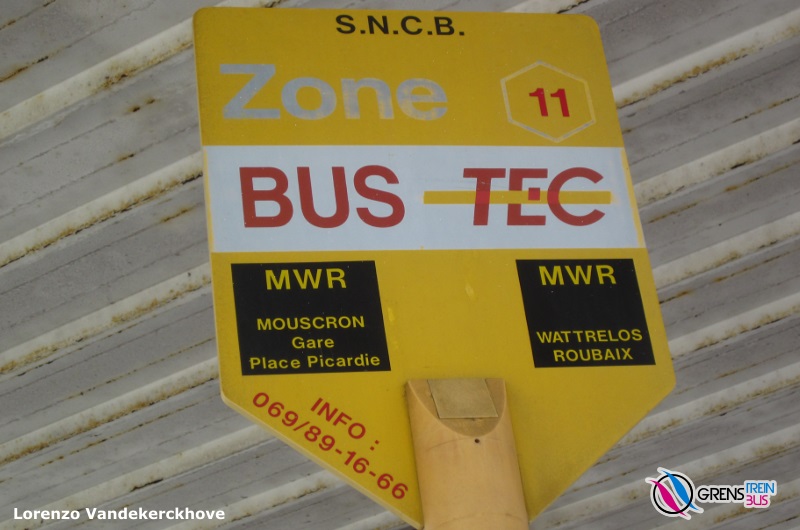 S.N.C.B.
Zone 11
BUS TEC
MWR
MOUSCRON
Gare
Place Picardie
MWR
WATTRELOS
ROUBAIX
INFO :
069/89-16-66
Lorenzo Vandekerckhove
GRENS TREIN BUS